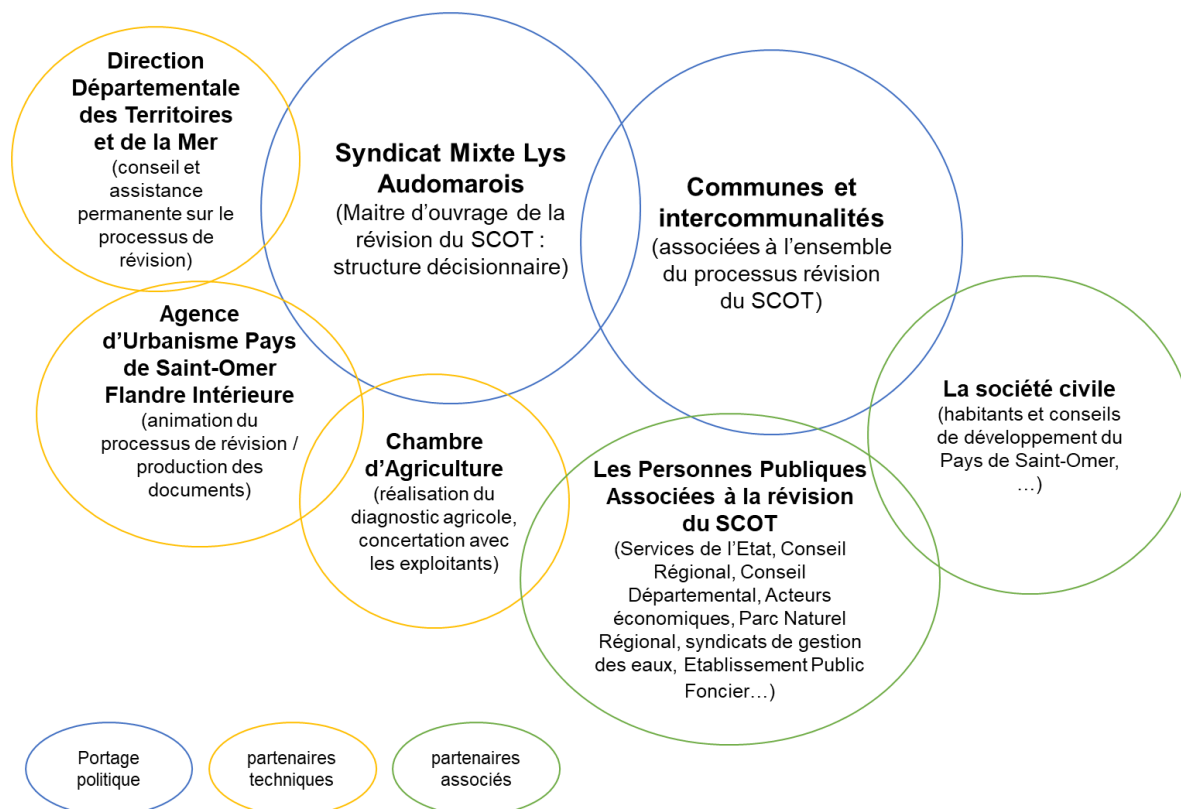 Direction
Départementale
des Territoires
et de la Mer
(conseil et
assistance
permanente sur le
processus de
révision)
Syndicat Mixte Lys
Audomarois
(Maitre d’ouvrage de la
révision du SCOT :
structure décisionnaire)
Communes et
intercommunalités
(associées à l’ensemble
du processus révision
du SCOT)
Agence
d’Urbanisme Pays
de Saint-Omer
Flandre Intérieure
(animation du
processus de révision /
production des
documents)
Chambre
d’Agriculture
(réalisation du
diagnostic agricole,
concertation avec
les exploitants)
Les Personnes Publiques
Associées à la révision
du SCOT
(Services de l’Etat, Conseil
Régional, Conseil
Départemental, Acteurs
économiques, Parc Naturel
Régional, syndicats de gestion
des eaux, Etablissement Public
Foncier…)
La société civile
(habitants et conseils
de développement du
Pays de Saint-Omer,
…)
Portage
politique
partenaires
techniques
partenaires
associés